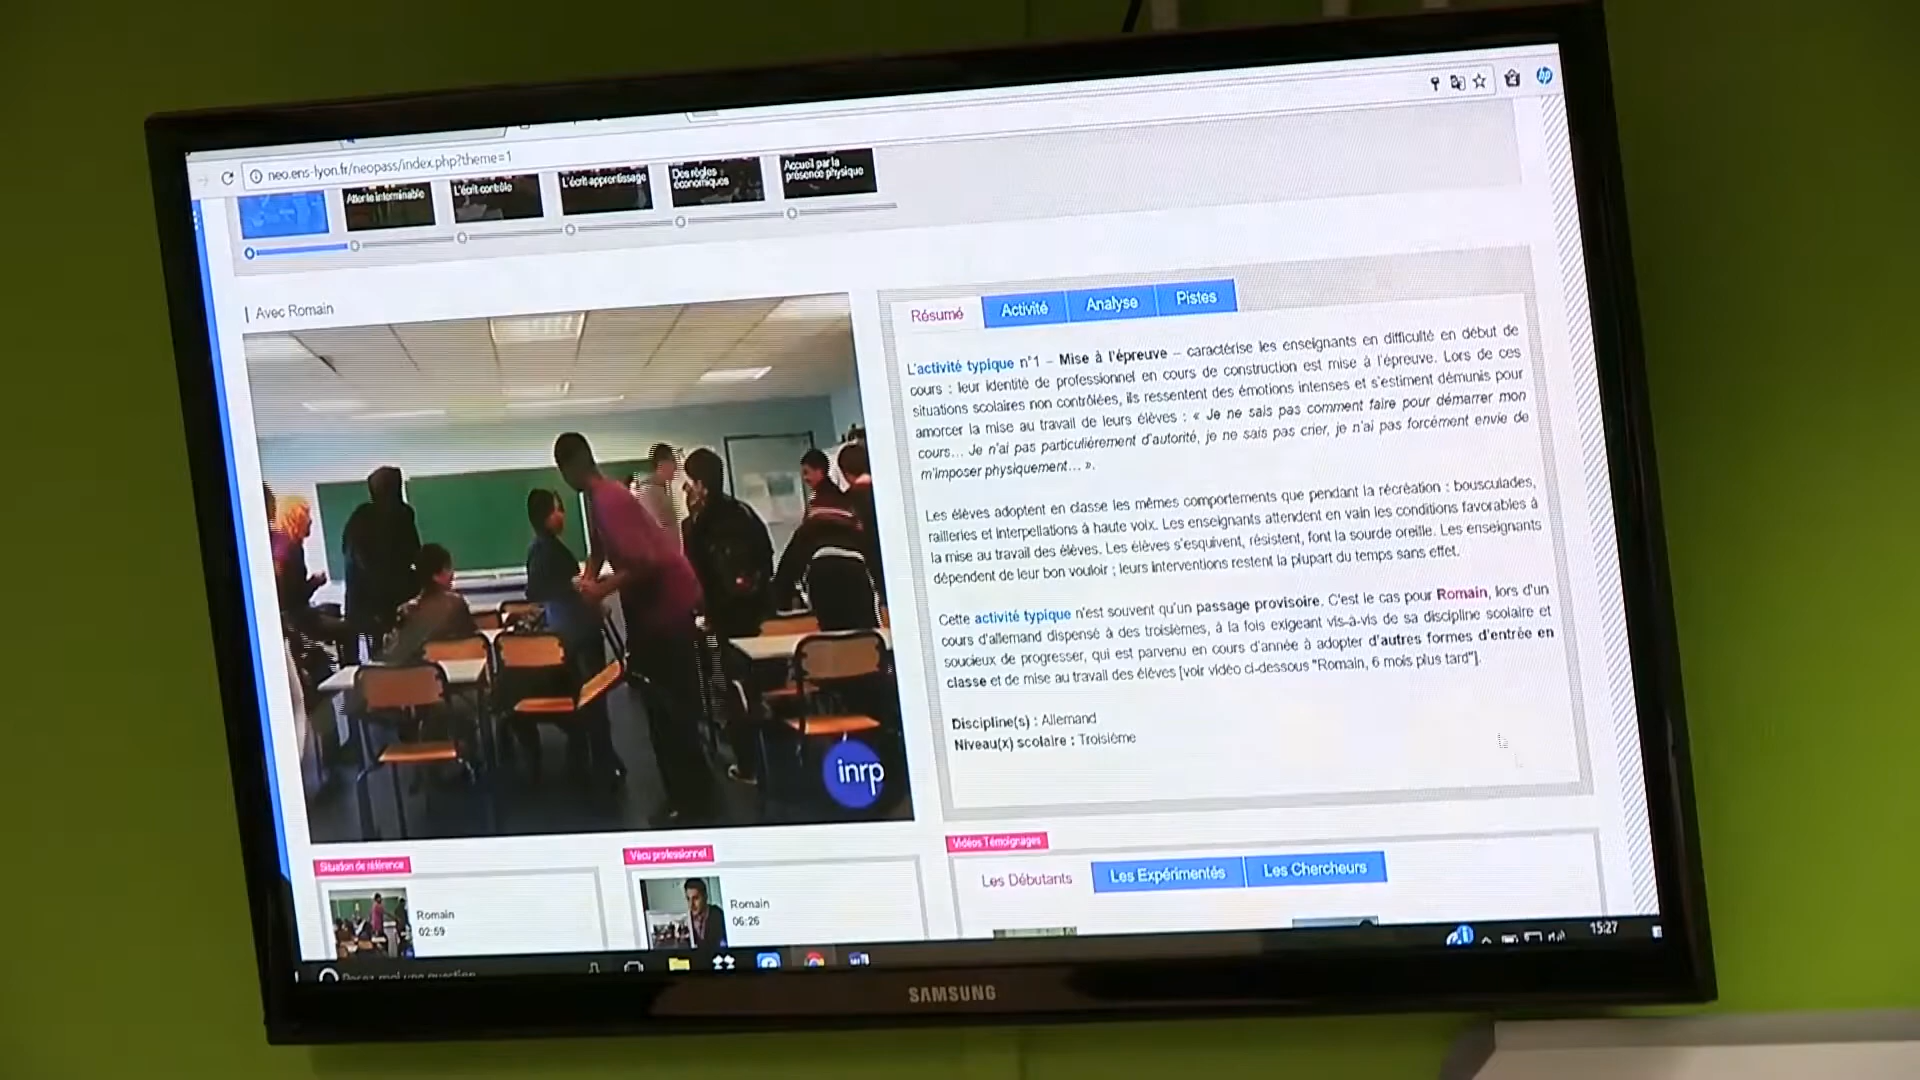 neo.ens-lyon.fr/neopass/index.php?theme=1
Attente interminable
L'écrit contrôle
L'écrit apprentissage
Des règles économiques
Accueil par la présence physique
Avec Romain
inrp
Résumé
Activité
Analyse
Pistes
L'activité typique n°1 – Mise à l'épreuve – caractérise les enseignants en difficulté en début de
cours : leur identité de professionnel en cours de construction est mise à l'épreuve. Lors de ces
situations scolaires non contrôlées, ils ressentent des émotions intenses et s'estiment démunis pour
amorcer la mise au travail de leurs élèves : « Je ne sais pas comment faire pour démarrer mon
cours... Je n'ai pas particulièrement d'autorité, je ne sais pas crier, je n'ai pas forcément envie de
m'imposer physiquement... ».
Les élèves adoptent en classe les mêmes comportements que pendant la récréation : bousculades,
railleries et interpellations à haute voix. Les enseignants attendent en vain les conditions favorables à
la mise au travail des élèves. Les élèves s'esquivent, résistent, font la sourde oreille. Les enseignants
dépendent de leur bon vouloir ; leurs interventions restent la plupart du temps sans effet.
Cette activité typique n'est souvent qu'un passage provisoire. C'est le cas pour Romain, lors d'un
cours d'allemand dispensé à des troisièmes, à la fois exigeant vis-à-vis de sa discipline scolaire et
soucieux de progresser, qui est parvenu en cours d'année à adopter d'autres formes d'entrée en
classe et de mise au travail des élèves [voir vidéo ci-dessous "Romain, 6 mois plus tard"].
Discipline(s) : Allemand
Niveau(x) scolaire : Troisième
Situation de référence
Romain
02:59
Vécu professionnel
Romain
06:26
Vidéos Témoignages
Les Débutants
Les Expérimentés
Les Chercheurs
hp
15:27
SAMSUNG